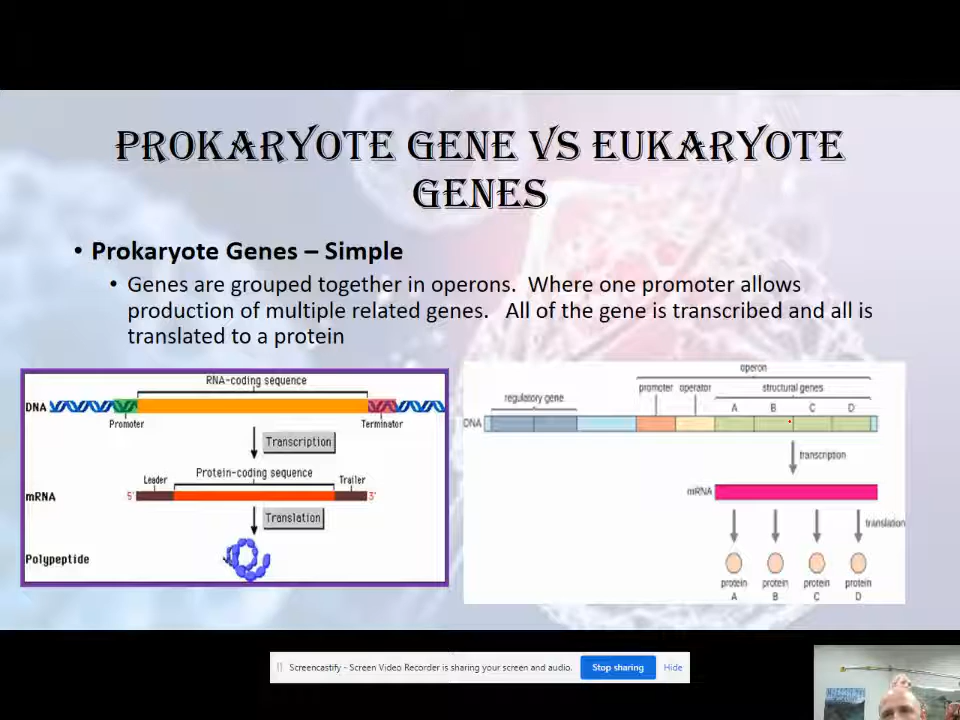 PROKARYOTE GENE VS EUKARYOTE
GENES
• Prokaryote Genes – Simple
• Genes are grouped together in operons. Where one promoter allows
production of multiple related genes. All of the gene is transcribed and all is
translated to a protein
RNA-coding sequence
DNA
Promoter
Terminator
Transcription
Leader
Protein-coding sequence
Trailer
mRNA
5'
3'
Translation
Polypeptide
operon
regulatory gene
promoter
operator
structural genes
A B C D
DNA
transcription
mRNA
translation
protein protein protein protein
A B C D
Screencastify - Screen Video Recorder is sharing your screen and audio.
Stop sharing
Hide